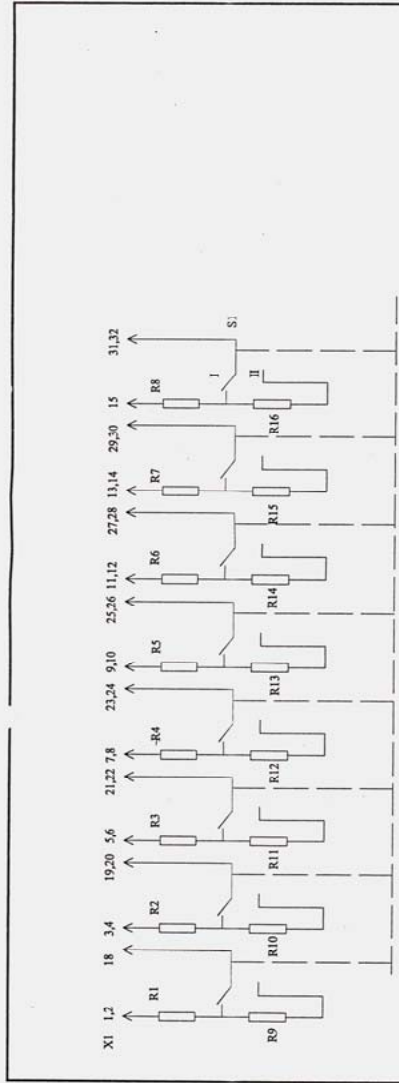 X1 1,2 18 3,4 19,20 5,6 21,22 7,8 23,24 9,10 25,26 11,12 27,28 13,14 29,30 15 31,32
R1 R2 R3 R4 R5 R6 R7 R8
I S1
II
R9 R10 R11 R12 R13 R14 R15 R16